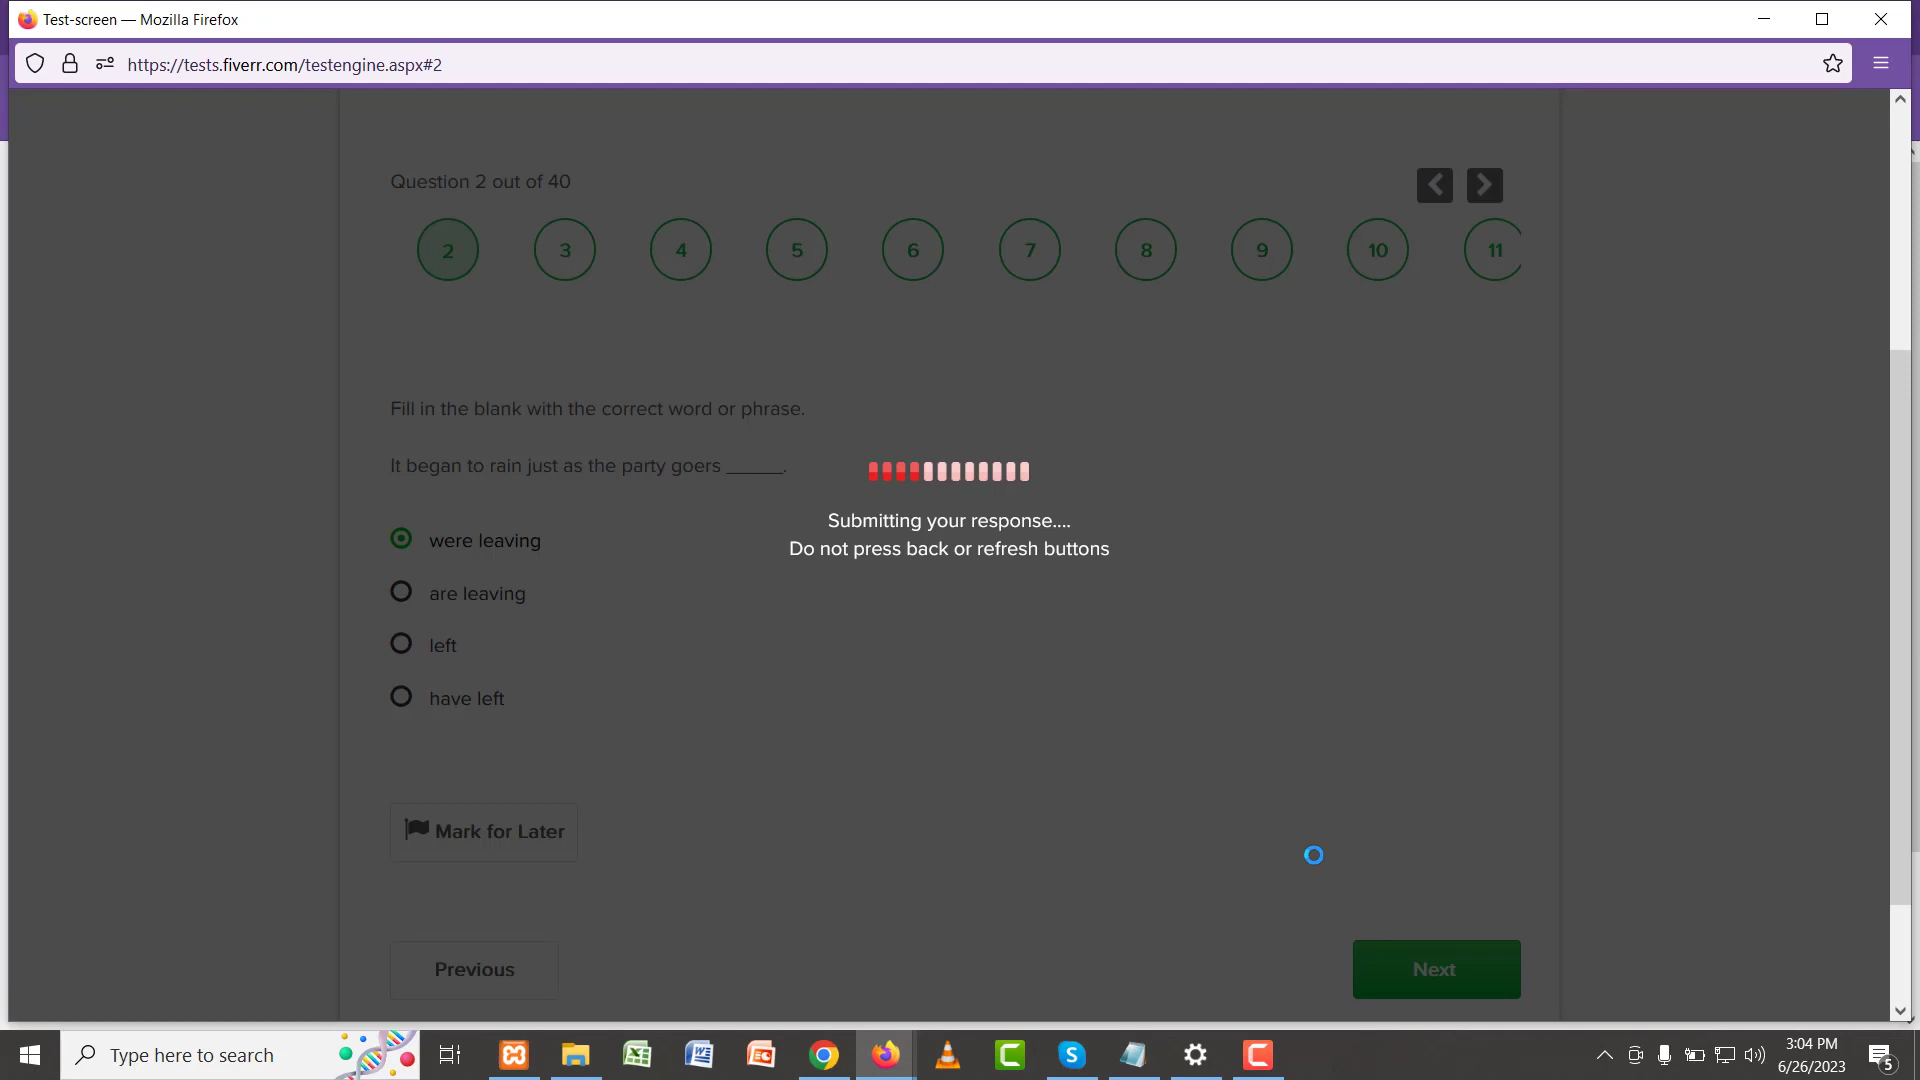 Test-screen — Mozilla Firefox
https://tests.fiverr.com/testengine.aspx#2
Question 2 out of 40
2 3 4 5 6 7 8 9 10 11
Fill in the blank with the correct word or phrase.
It began to rain just as the party goers ______.
Submitting your response....
Do not press back or refresh buttons
were leaving
are leaving
left
have left
Mark for Later
Previous
Next
Type here to search
3:04 PM
6/26/2023
5